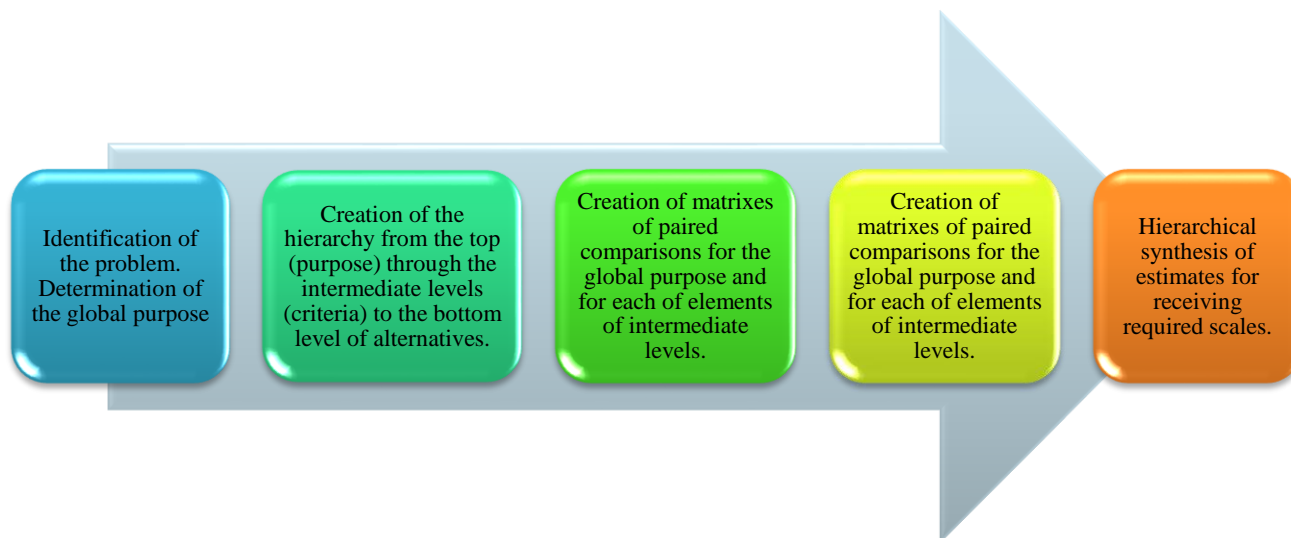 Identification of
the problem.
Determination of
the global purpose
Creation of the
hierarchy from the top
(purpose) through the
intermediate levels
(criteria) to the bottom
level of alternatives.
Creation of matrixes
of paired
comparisons for the
global purpose and
for each of elements
of intermediate
levels.
Creation of
matrixes of paired
comparisons for the
global purpose and
for each of elements
of intermediate
levels.
Hierarchical
synthesis of
estimates for
receiving
required scales.